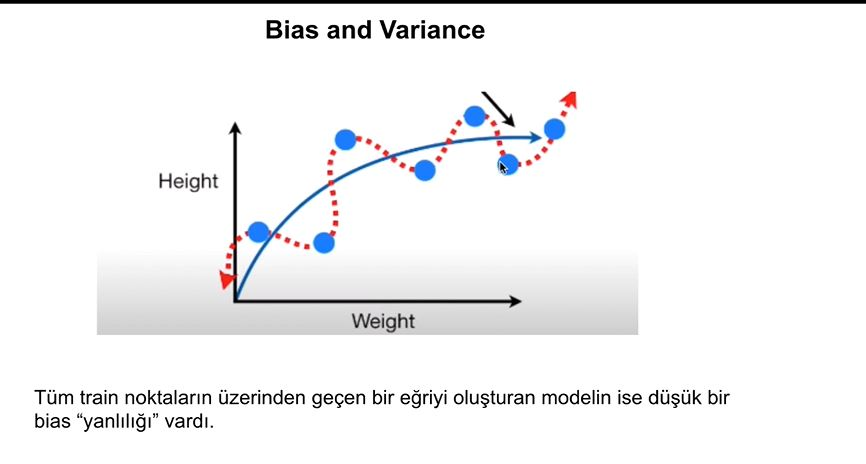 Bias and Variance
Height
Weight
Tüm train noktaların üzerinden geçen bir eğriyi oluşturan modelin ise düşük bir
bias “yanlılığı” vardı.